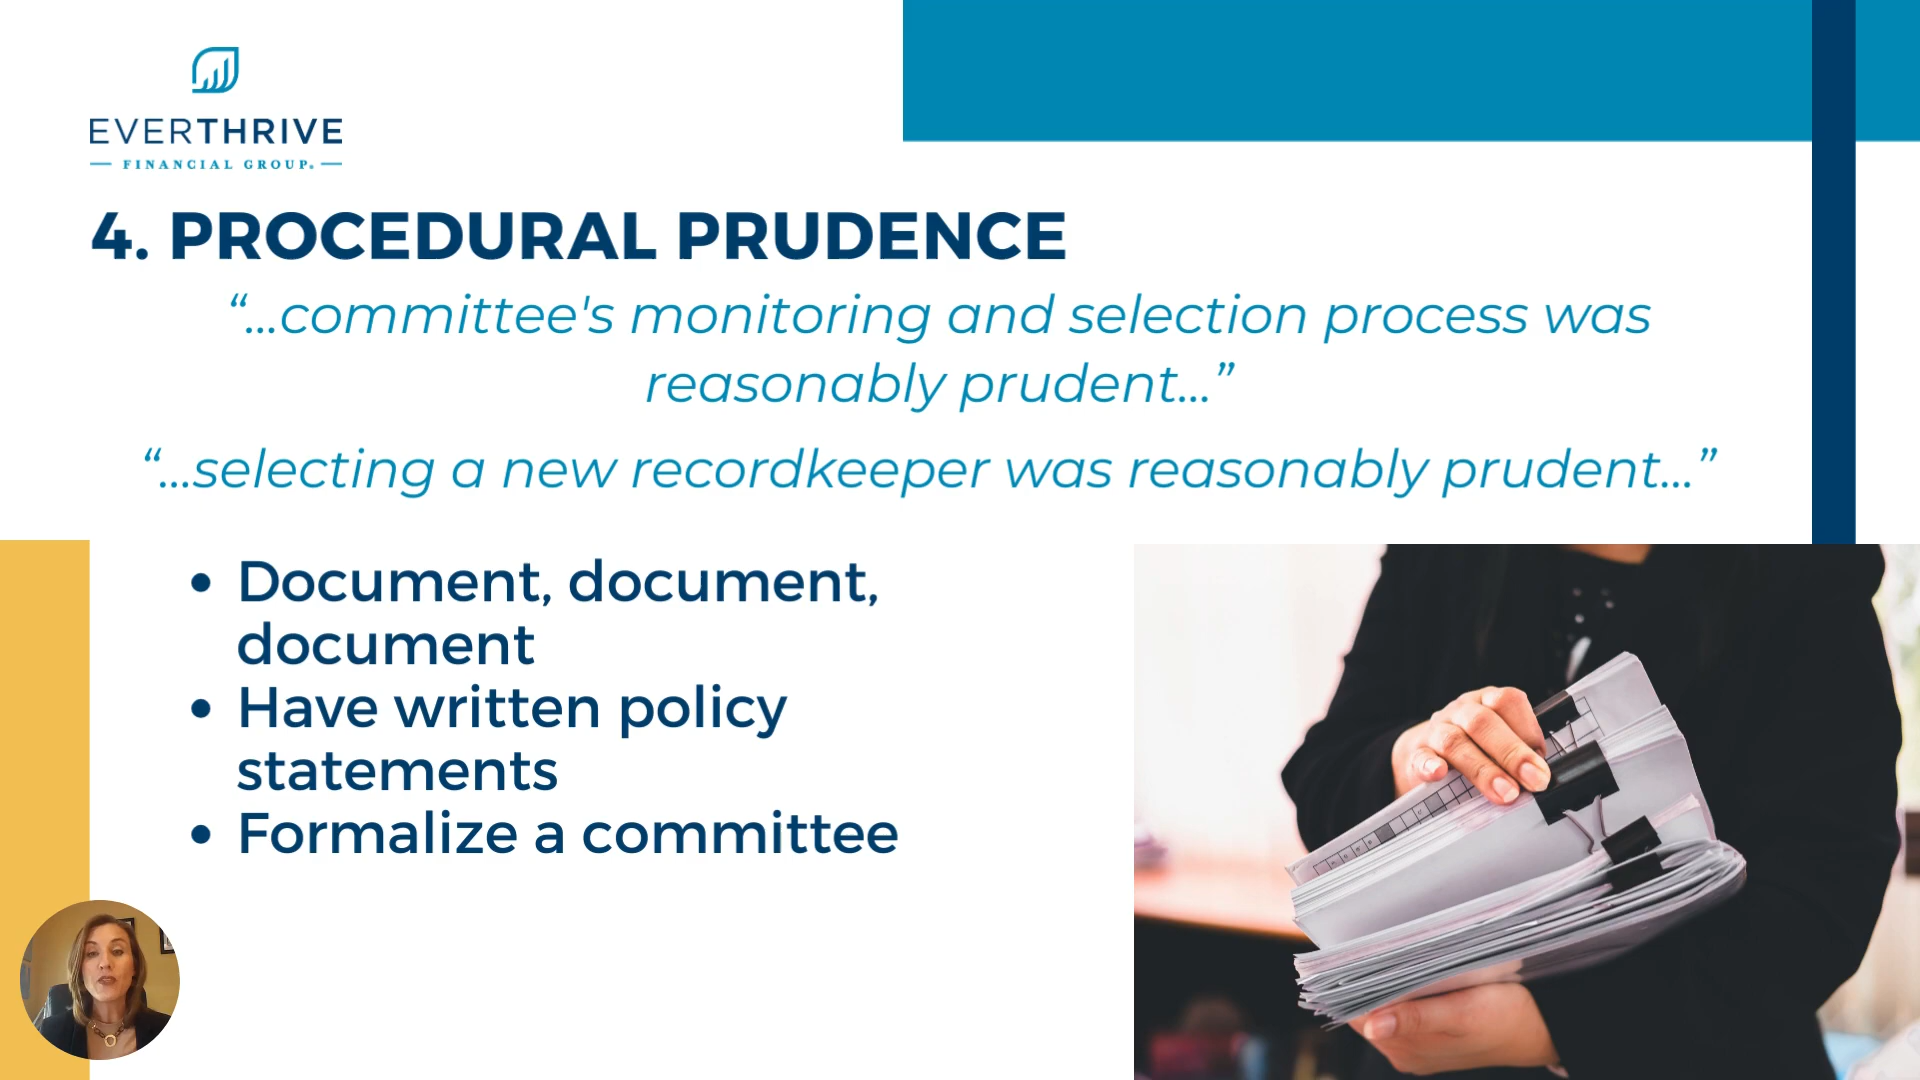 EVERTHRIVE
FINANCIAL GROUP®
4. PROCEDURAL PRUDENCE
“...committee's monitoring and selection process was
reasonably prudent...”
“...selecting a new recordkeeper was reasonably prudent...”
• Document, document,
document
• Have written policy
statements
• Formalize a committee